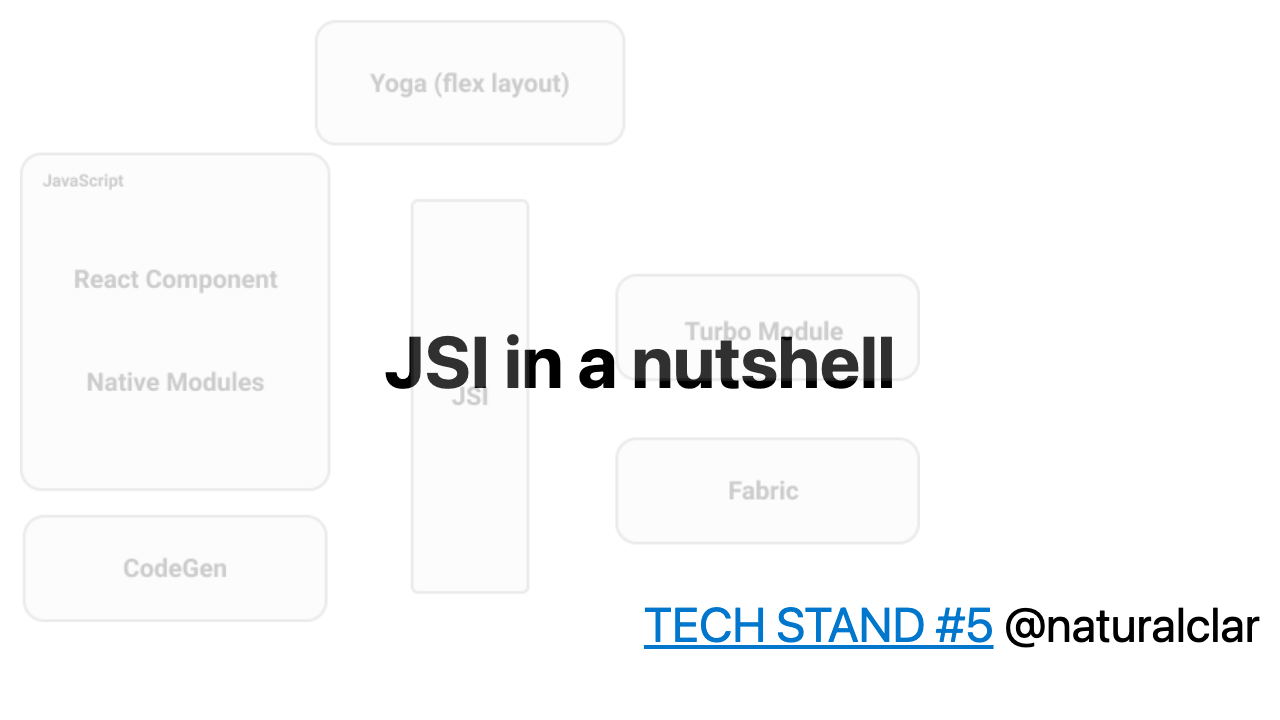 Yoga (flex layout)
JavaScript
React Component
Native Modules
CodeGen
JSI
Turbo Module
Fabric
JSI in a nutshell
TECH STAND #5 @naturalclar